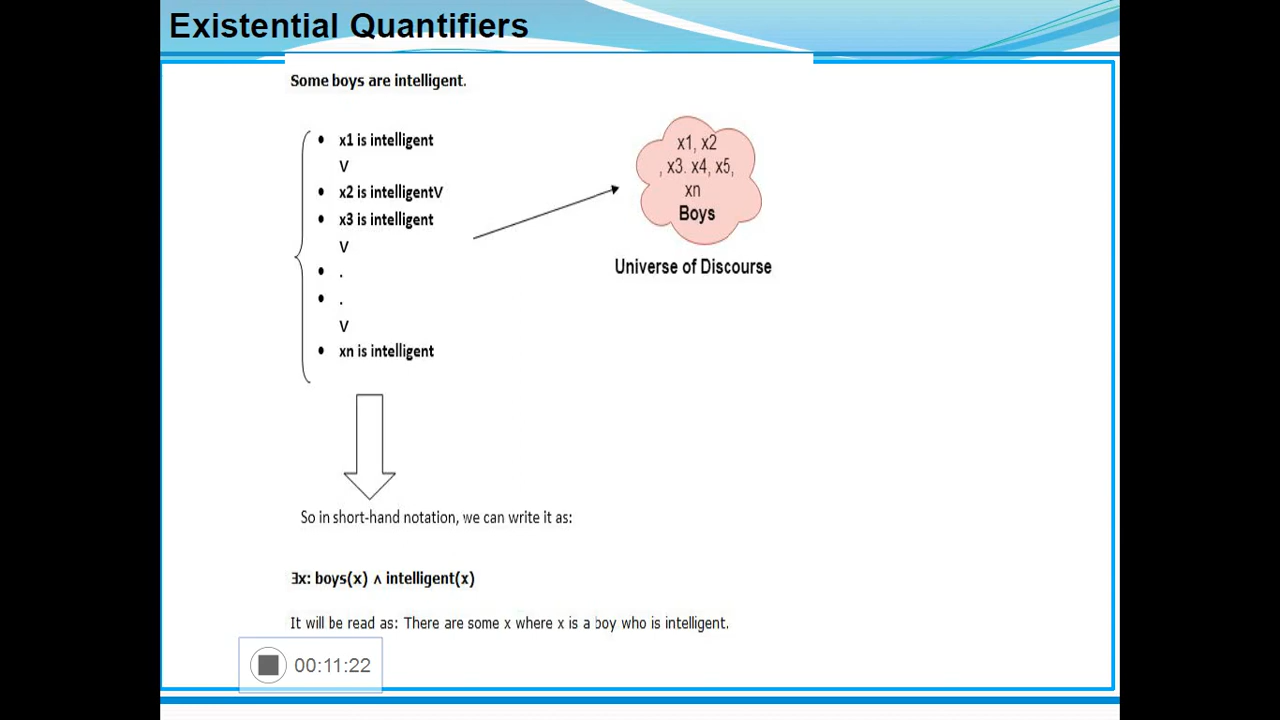 Existential Quantifiers
Some boys are intelligent.
• x1 is intelligent
V
• x2 is intelligentV
• x3 is intelligent
V
• .
• .
V
• xn is intelligent
x1, x2
, x3. x4, x5,
xn
Boys
Universe of Discourse
So in short-hand notation, we can write it as:
∃x: boys(x) ∧ intelligent(x)
It will be read as: There are some x where x is a boy who is intelligent.
00:11:22